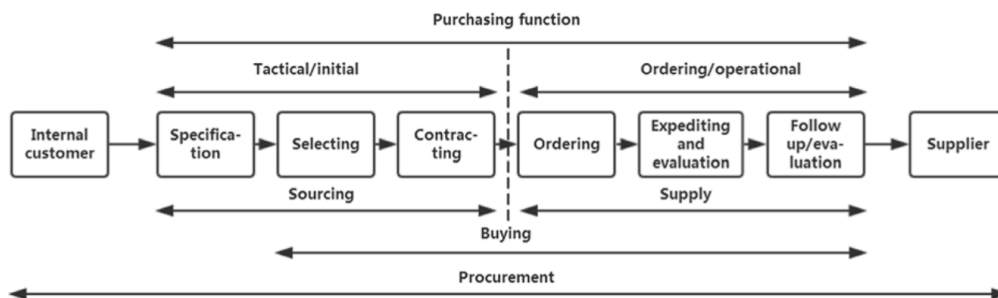 Purchasing function
Tactical/initial
Ordering/operational
Internal
customer
Specifica-
tion
Selecting
Contrac-
ting
Ordering
Expediting
and
evaluation
Follow
up/eva-
luation
Supplier
Sourcing
Supply
Buying
Procurement